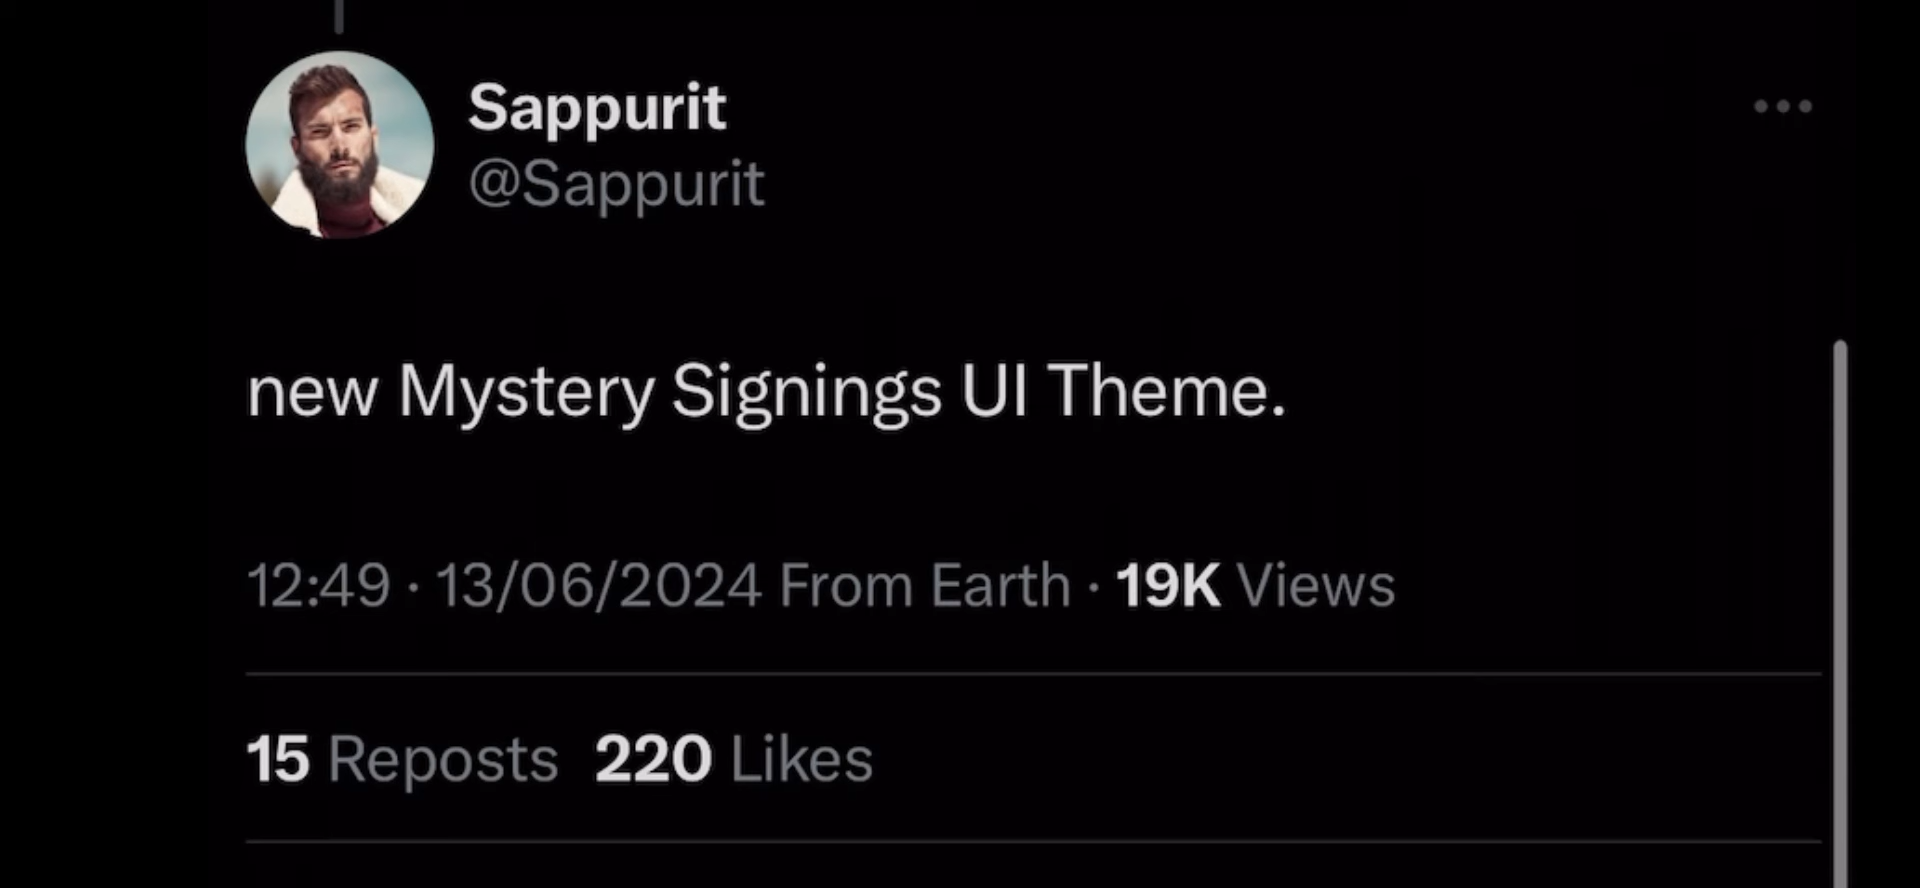 Sappurit
@Sappurit
new Mystery Signings UI Theme.
12:49 · 13/06/2024 From Earth · 19K Views
15 Reposts 220 Likes